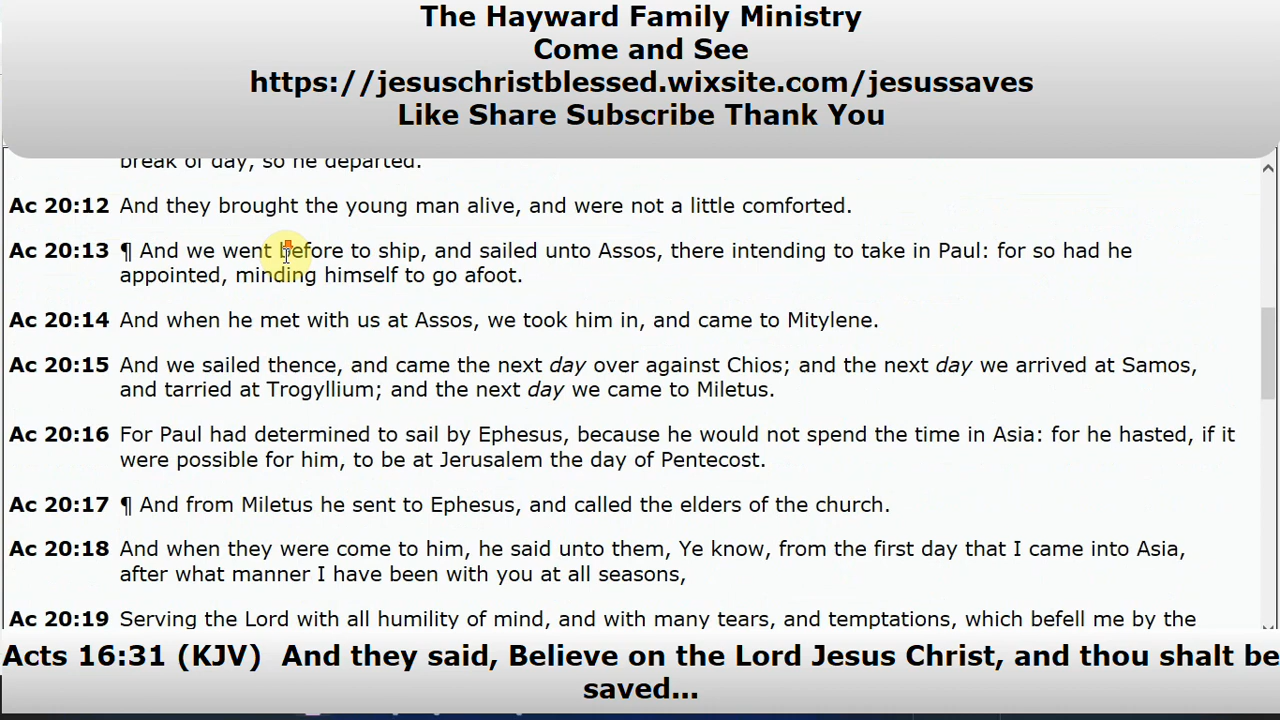 The Hayward Family Ministry
Come and See
https://jesuschristblessed.wixsite.com/jesussaves
Like Share Subscribe Thank You
break of day, so he departed.
Ac 20:12 And they brought the young man alive, and were not a little comforted.
Ac 20:13 ¶ And we went before to ship, and sailed unto Assos, there intending to take in Paul: for so had he
appointed, minding himself to go afoot.
Ac 20:14 And when he met with us at Assos, we took him in, and came to Mitylene.
Ac 20:15 And we sailed thence, and came the next day over against Chios; and the next day we arrived at Samos,
and tarried at Trogyllium; and the next day we came to Miletus.
Ac 20:16 For Paul had determined to sail by Ephesus, because he would not spend the time in Asia: for he hasted, if it
were possible for him, to be at Jerusalem the day of Pentecost.
Ac 20:17 ¶ And from Miletus he sent to Ephesus, and called the elders of the church.
Ac 20:18 And when they were come to him, he said unto them, Ye know, from the first day that I came into Asia,
after what manner I have been with you at all seasons,
Ac 20:19 Serving the Lord with all humility of mind, and with many tears, and temptations, which befell me by the
Acts 16:31 (KJV) And they said, Believe on the Lord Jesus Christ, and thou shalt be
saved...